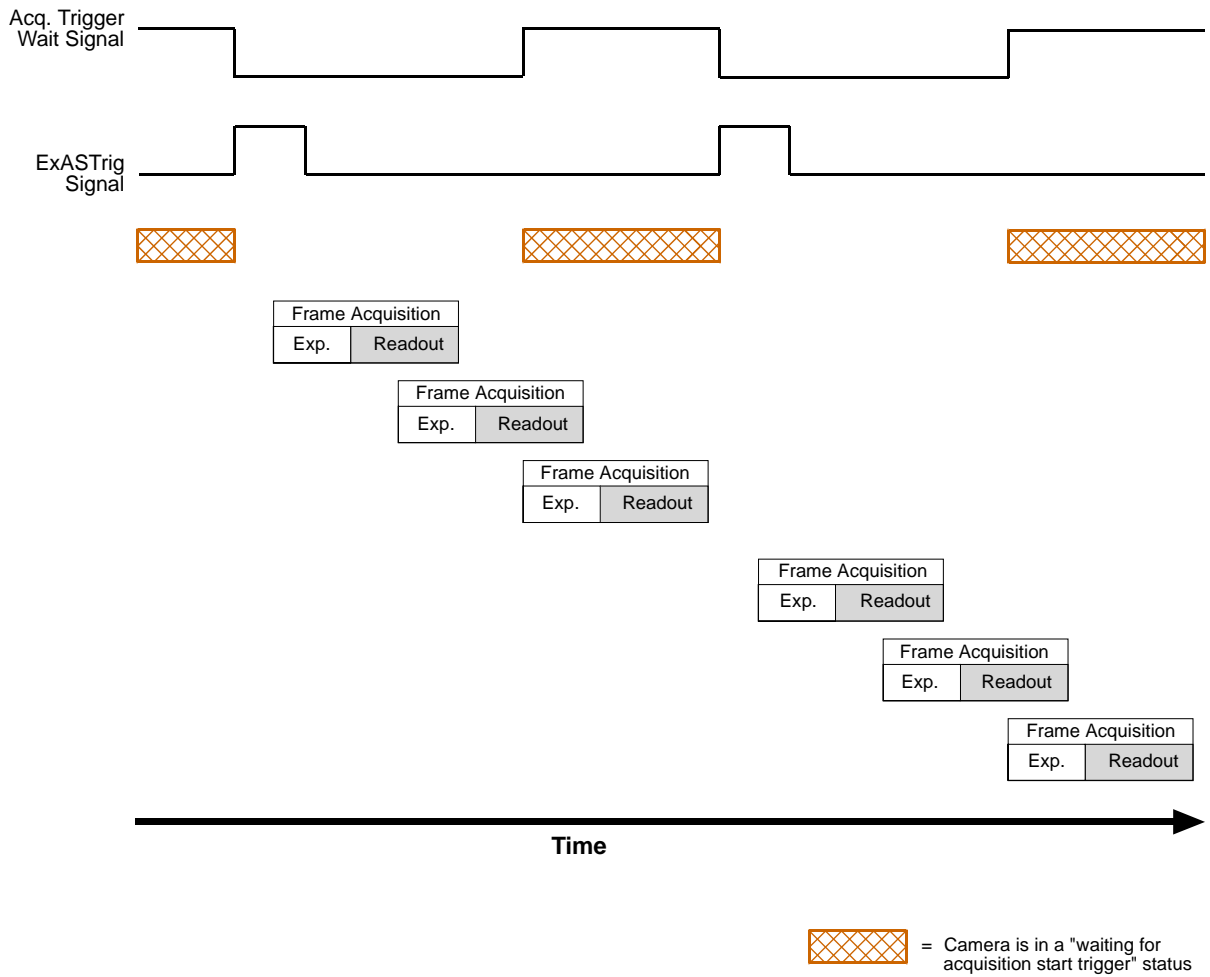 Acq. Trigger
Wait Signal
ExASTrig
Signal
Frame Acquisition
Exp. Readout
Frame Acquisition
Exp. Readout
Frame Acquisition
Exp. Readout
Frame Acquisition
Exp. Readout
Frame Acquisition
Exp. Readout
Frame Acquisition
Exp. Readout
Time
= Camera is in a "waiting for
acquisition start trigger" status